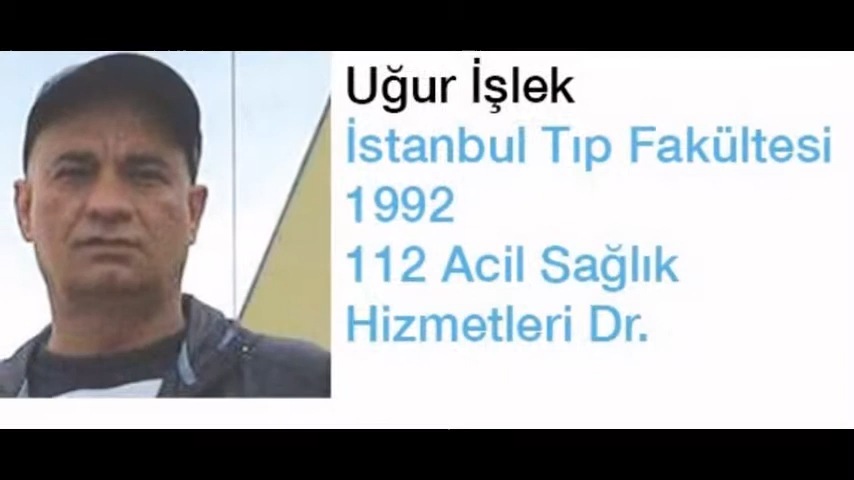 Uğur İşlek
İstanbul Tıp Fakültesi
1992
112 Acil Sağlık
Hizmetleri Dr.